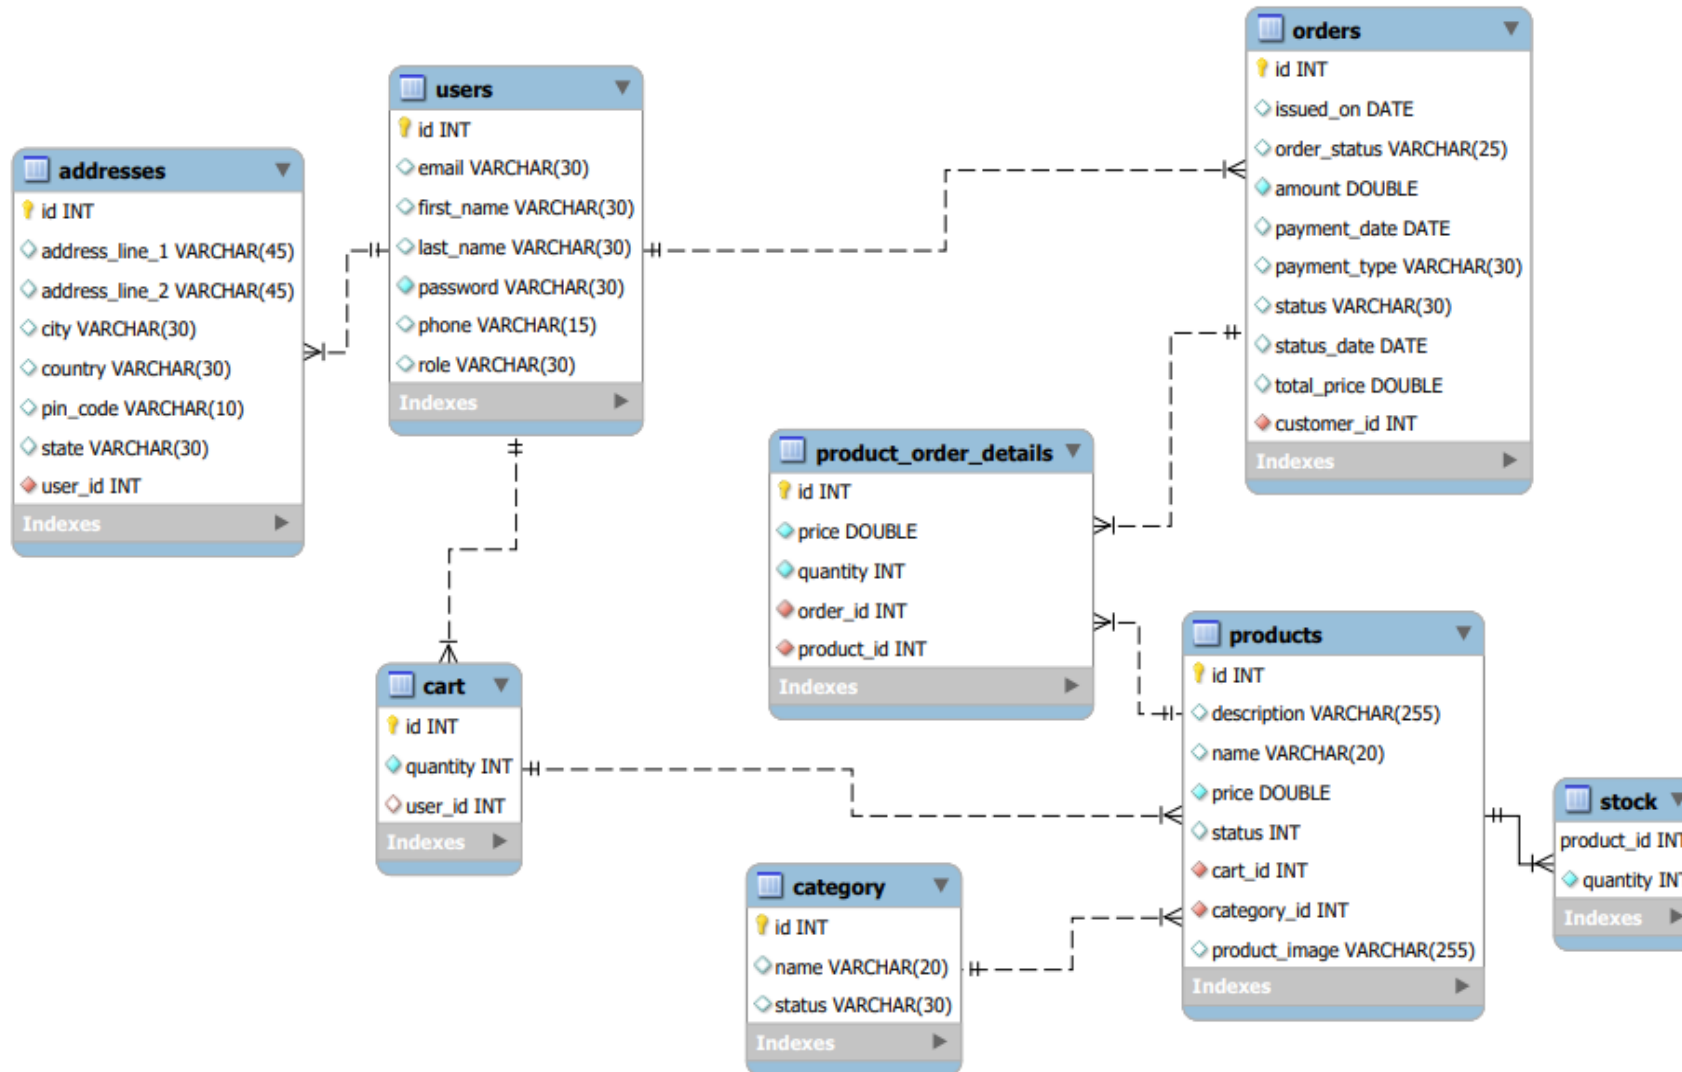 addresses
id INT
address_line_1 VARCHAR(45)
address_line_2 VARCHAR(45)
city VARCHAR(30)
country VARCHAR(30)
pin_code VARCHAR(10)
state VARCHAR(30)
user_id INT
Indexes
users
id INT
email VARCHAR(30)
first_name VARCHAR(30)
last_name VARCHAR(30)
password VARCHAR(30)
phone VARCHAR(15)
role VARCHAR(30)
Indexes
orders
id INT
issued_on DATE
order_status VARCHAR(25)
amount DOUBLE
payment_date DATE
payment_type VARCHAR(30)
status VARCHAR(30)
status_date DATE
total_price DOUBLE
customer_id INT
Indexes
product_order_details
id INT
price DOUBLE
quantity INT
order_id INT
product_id INT
Indexes
cart
id INT
quantity INT
user_id INT
Indexes
products
id INT
description VARCHAR(255)
name VARCHAR(20)
price DOUBLE
status INT
cart_id INT
category_id INT
product_image VARCHAR(255)
Indexes
category
id INT
name VARCHAR(20)
status VARCHAR(30)
Indexes
stock
product_id INT
quantity INT
Indexes